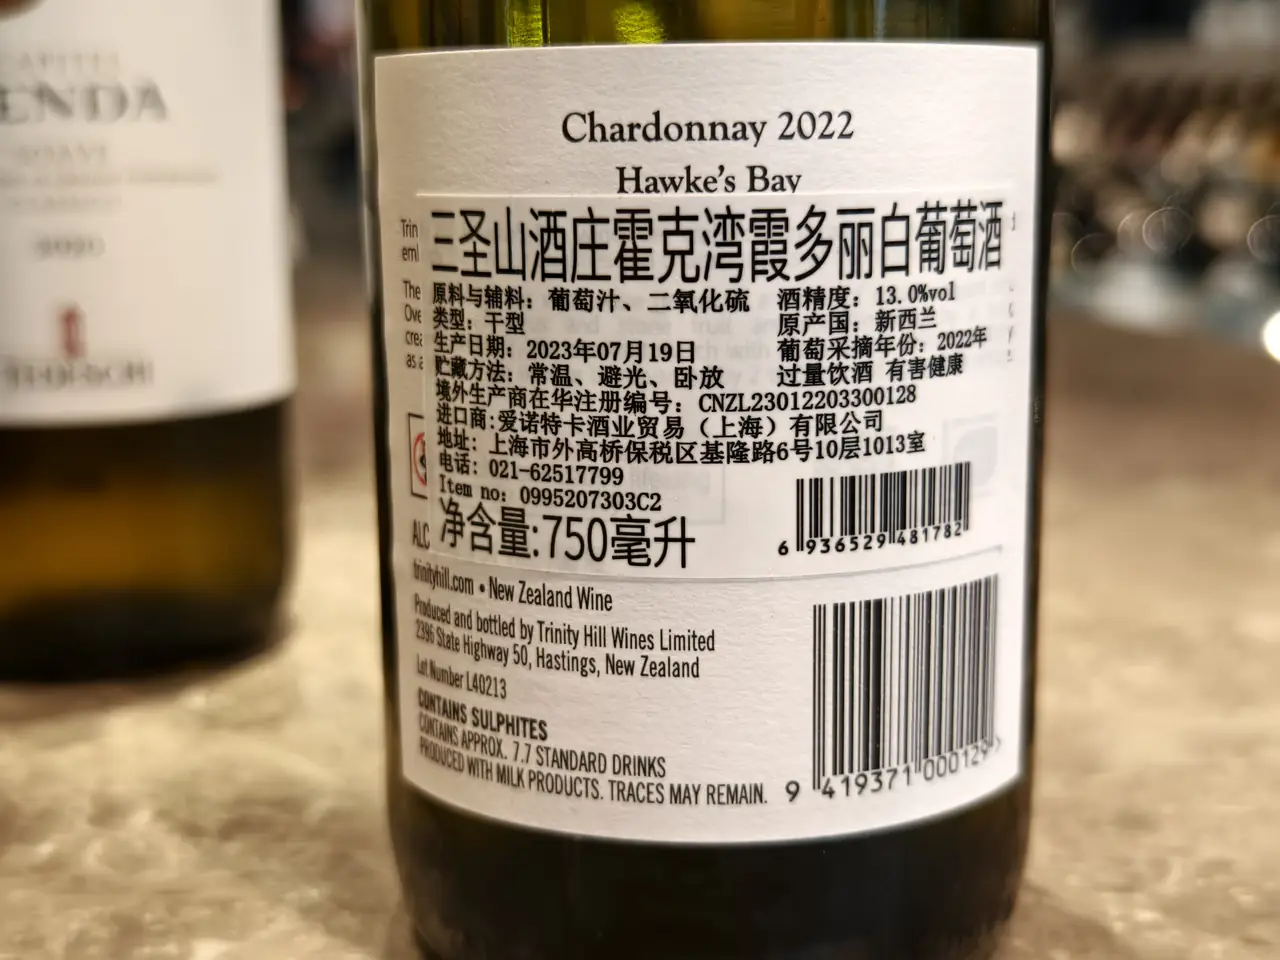 ENDA
Chardonnay 2022
Hawke's Bay
三圣山酒庄霍克湾霞多丽白葡萄酒
原料与辅料：葡萄汁、二氧化硫 酒精度：13.0%vol
类型：干型 原产国：新西兰
生产日期：2023年07月19日 葡萄采摘年份：2022年
贮藏方法：常温、避光、卧放 过量饮酒 有害健康
境外生产商在华注册编号：CNZL23012203300128
进口商:爱诺特卡酒业贸易（上海）有限公司
地址：上海市外高桥保税区基隆路6号10层1013室
电话：021-62517799
Item no：0995207303C2
净含量:750毫升
6 936529 481782
ALC
trinityhill.com • New Zealand Wine
Produced and bottled by Trinity Hill Wines Limited
2396 State Highway 50, Hastings, New Zealand
Lot Number L40213
CONTAINS SULPHITES
CONTAINS APPROX. 7.7 STANDARD DRINKS
PRODUCED WITH MILK PRODUCTS. TRACES MAY REMAIN.
9 419371 000129 >